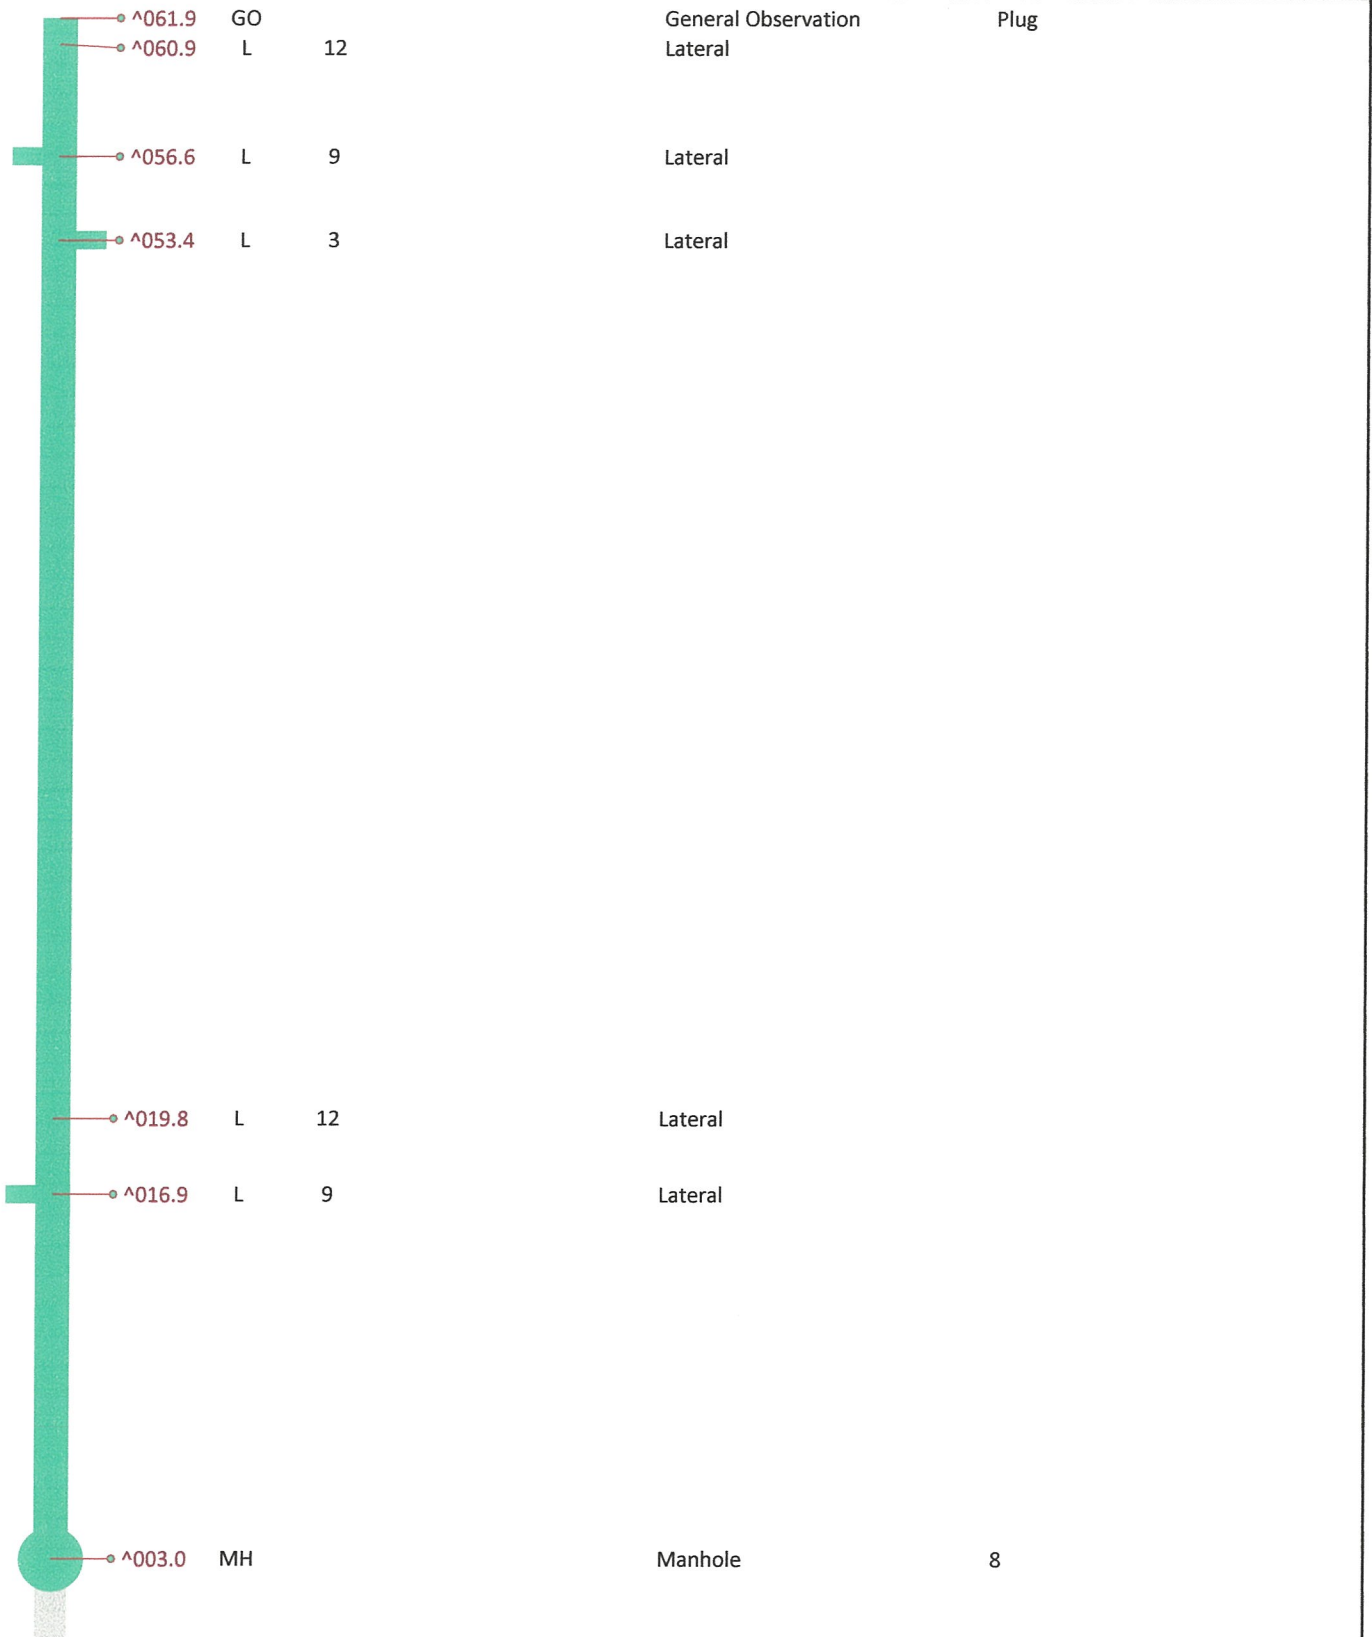 ^061.9 GO General Observation Plug
^060.9 L 12 Lateral
^056.6 L 9 Lateral
^053.4 L 3 Lateral
^019.8 L 12 Lateral
^016.9 L 9 Lateral
^003.0 MH Manhole 8